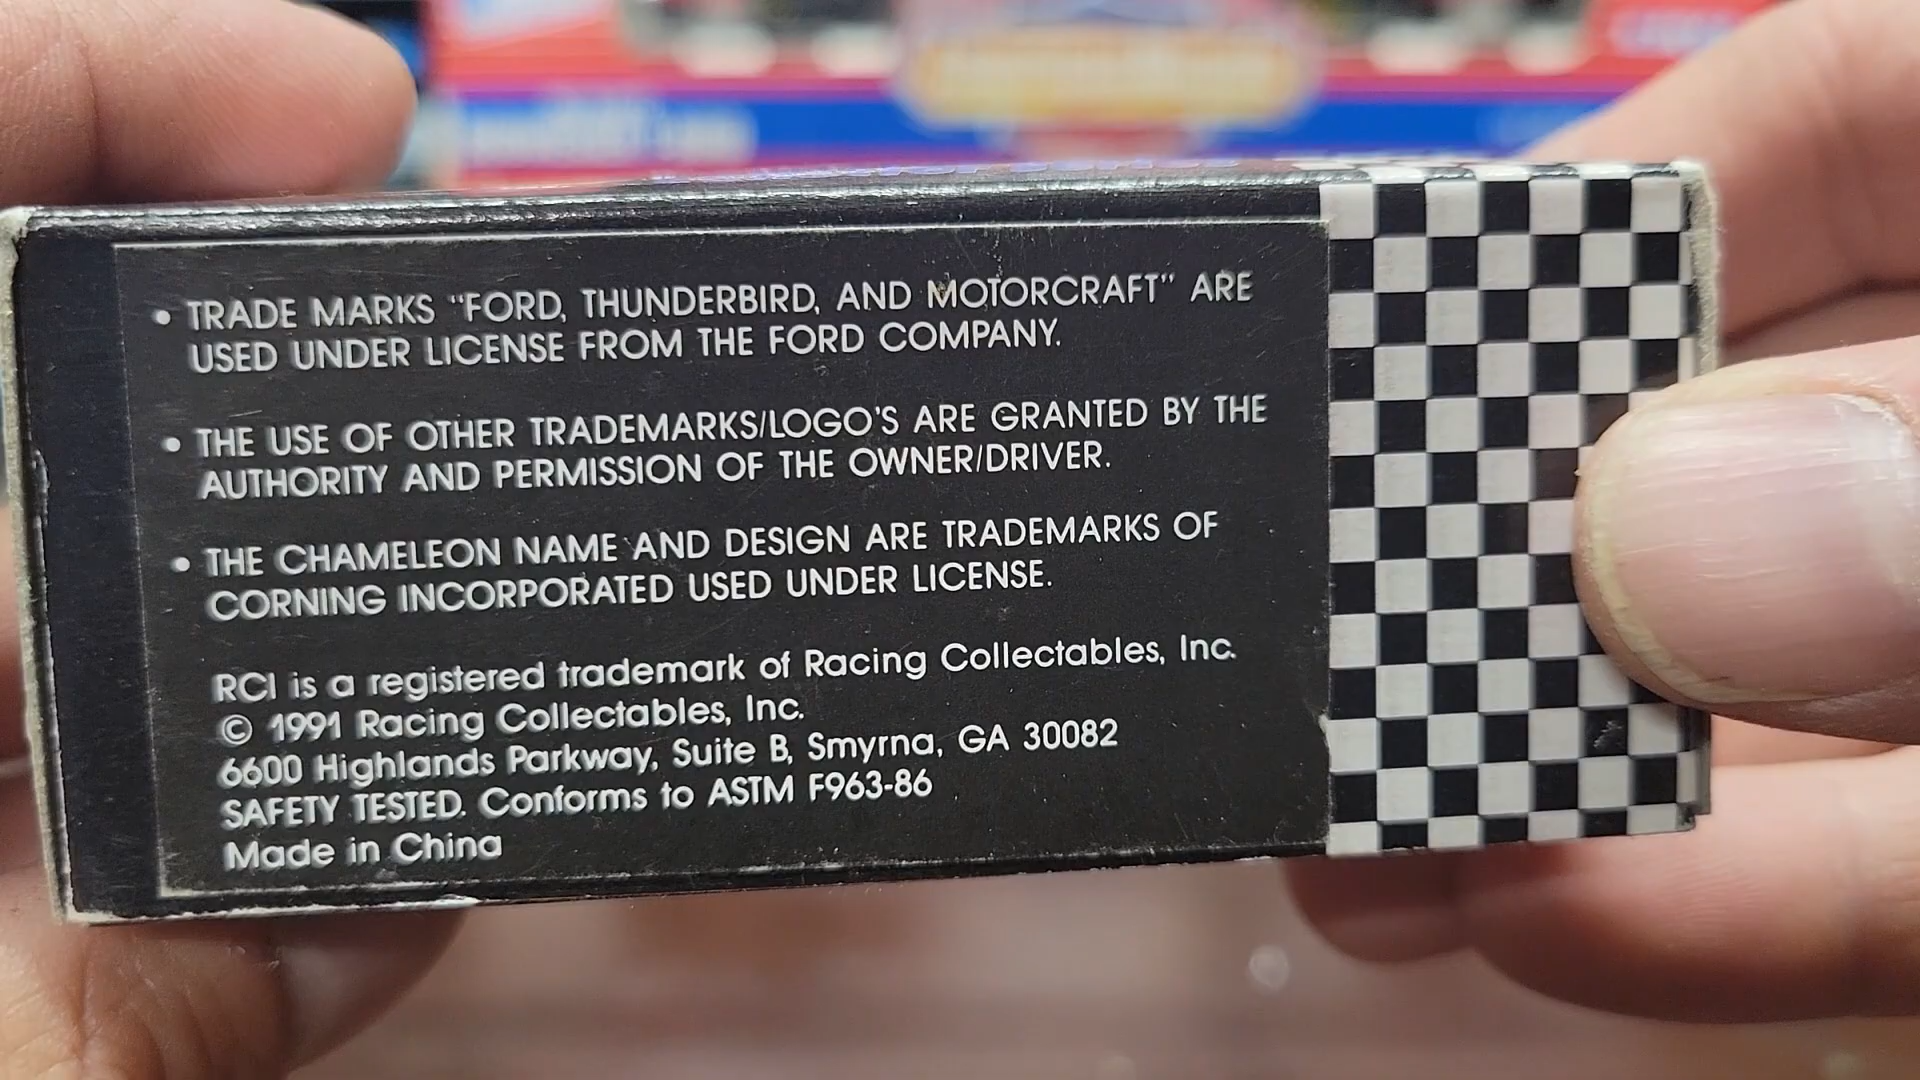 • TRADE MARKS "FORD, THUNDERBIRD, AND MOTORCRAFT" ARE
USED UNDER LICENSE FROM THE FORD COMPANY.
• THE USE OF OTHER TRADEMARKS/LOGO'S ARE GRANTED BY THE
AUTHORITY AND PERMISSION OF THE OWNER/DRIVER.
• THE CHAMELEON NAME AND DESIGN ARE TRADEMARKS OF
CORNING INCORPORATED USED UNDER LICENSE.
RCI is a registered trademark of Racing Collectables, Inc.
© 1991 Racing Collectables, Inc.
6600 Highlands Parkway, Suite B, Smyrna, GA 30082
SAFETY TESTED. Conforms to ASTM F963-86
Made in China